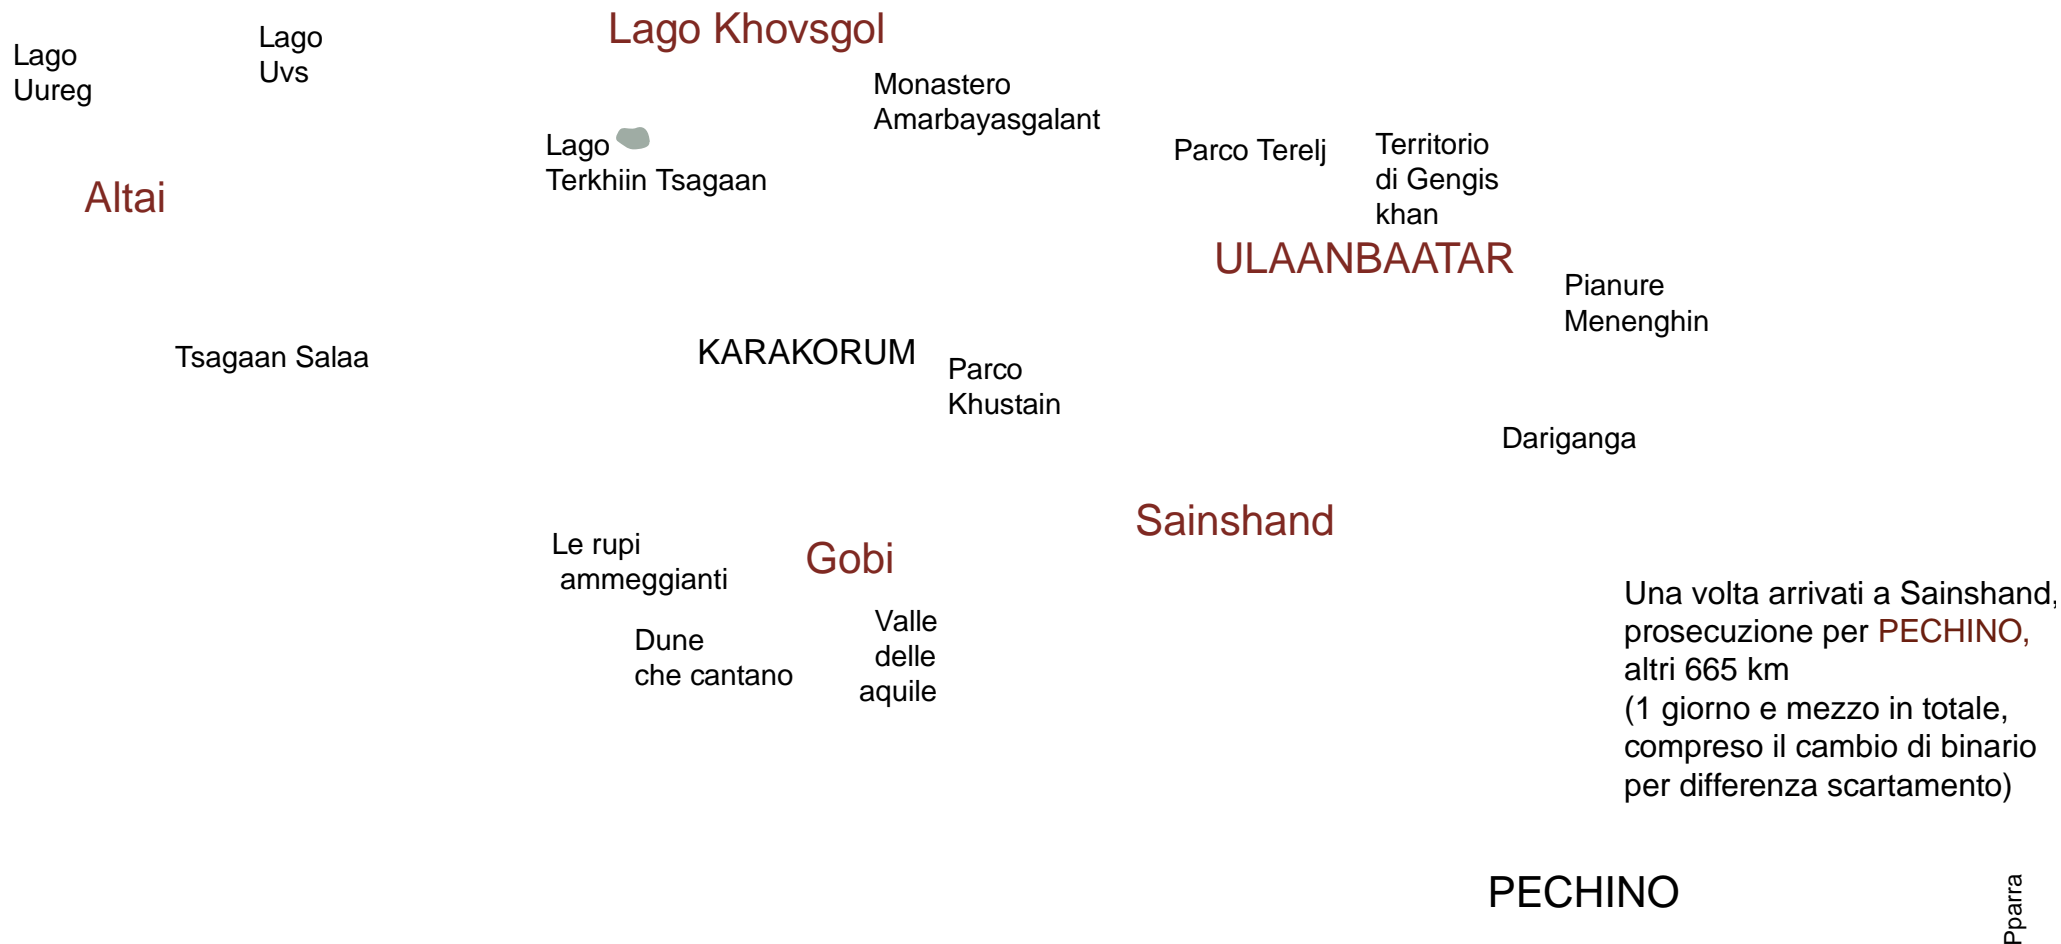 Lago Khovsgol
Lago
Uureg
Lago
Uvs
Monastero
Amarbayasgalant
Lago
Terkhiin Tsagaan
Parco Terelj
Territorio
di Gengis
khan
Altai
ULAANBAATAR
Pianure
Menenghin
Tsagaan Salaa
KARAKORUM
Parco
Khustain
Dariganga
Sainshand
Le rupi
ammeggianti
Gobi
Dune
che cantano
Valle
delle
aquile
Una volta arrivati a Sainshand,
prosecuzione per PECHINO,
altri 665 km
(1 giorno e mezzo in totale,
compreso il cambio di binario
per differenza scartamento)
PECHINO
Pparra